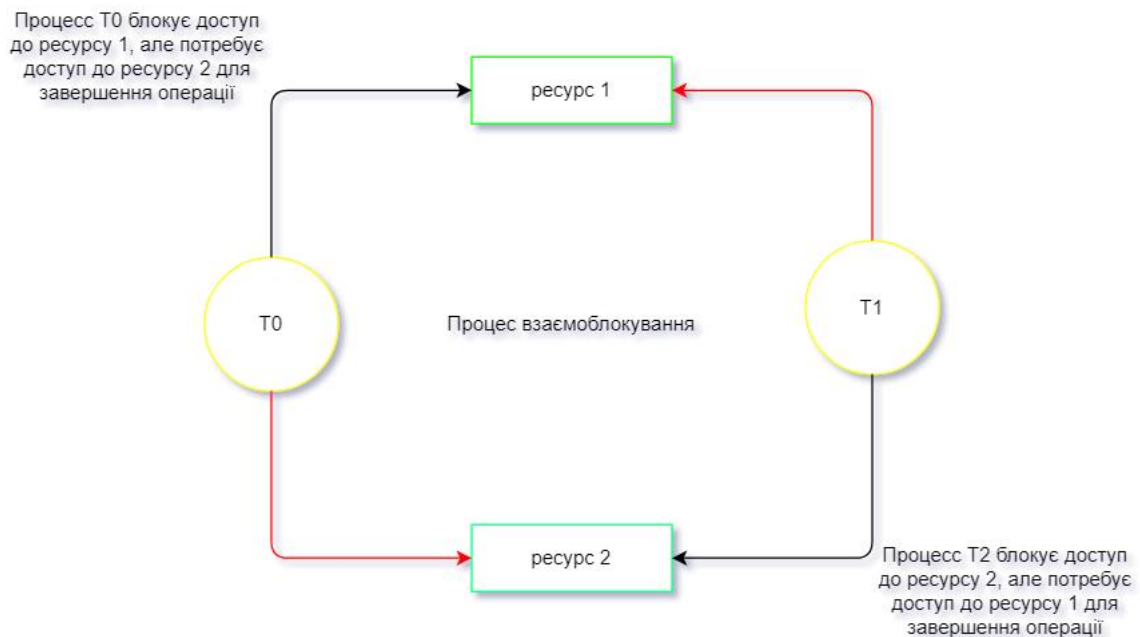 Процесс Т0 блокує доступ
до ресурсу 1, але потребує
доступ до ресурсу 2 для
завершення операції
ресурс 1
T0
Процес взаємоблокування
T1
ресурс 2
Процесс Т2 блокує доступ
до ресурсу 2, але потребує
доступ до ресурсу 1 для
завершення операції